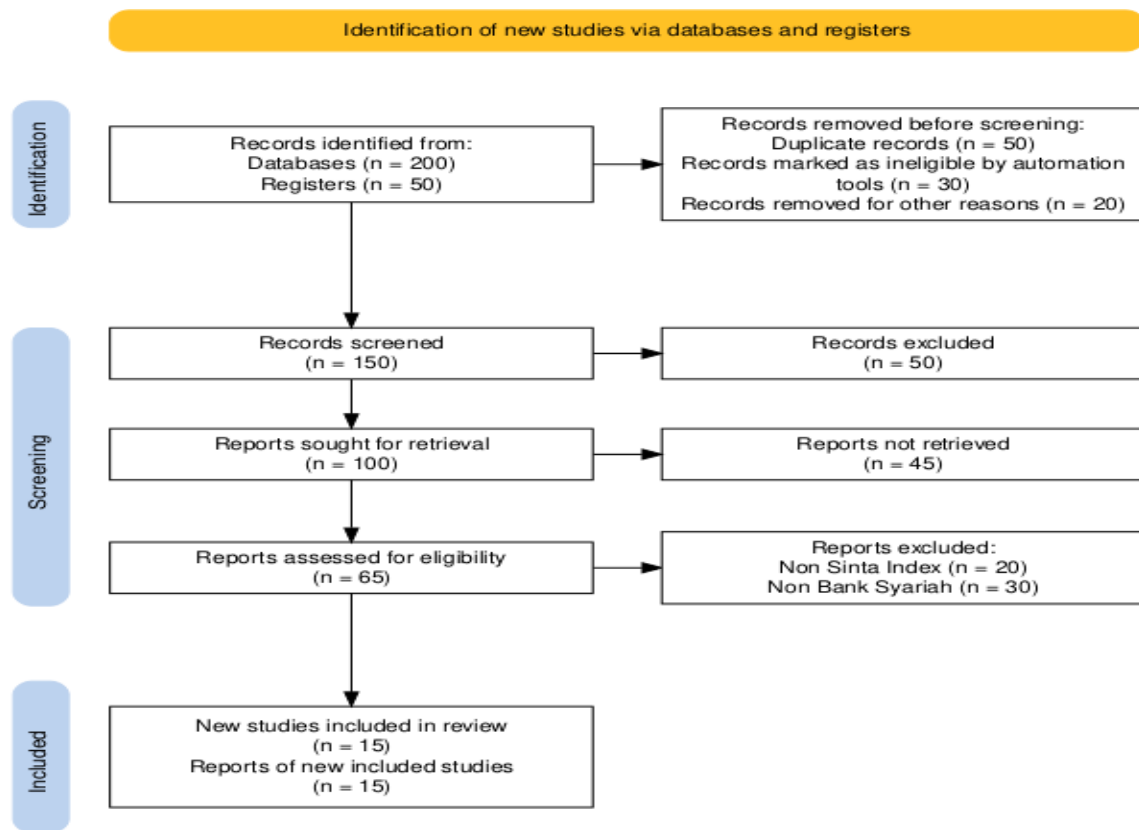 Identification of new studies via databases and registers
Identification
Records identified from:
Databases (n = 200)
Registers (n = 50)
Records removed before screening:
Duplicate records (n = 50)
Records marked as ineligible by automation
tools (n = 30)
Records removed for other reasons (n = 20)
Screening
Records screened
(n = 150)
Records excluded
(n = 50)
Reports sought for retrieval
(n = 100)
Reports not retrieved
(n = 45)
Reports assessed for eligibility
(n = 65)
Reports excluded:
Non Sinta Index (n = 20)
Non Bank Syariah (n = 30)
Included
New studies included in review
(n = 15)
Reports of new included studies
(n = 15)